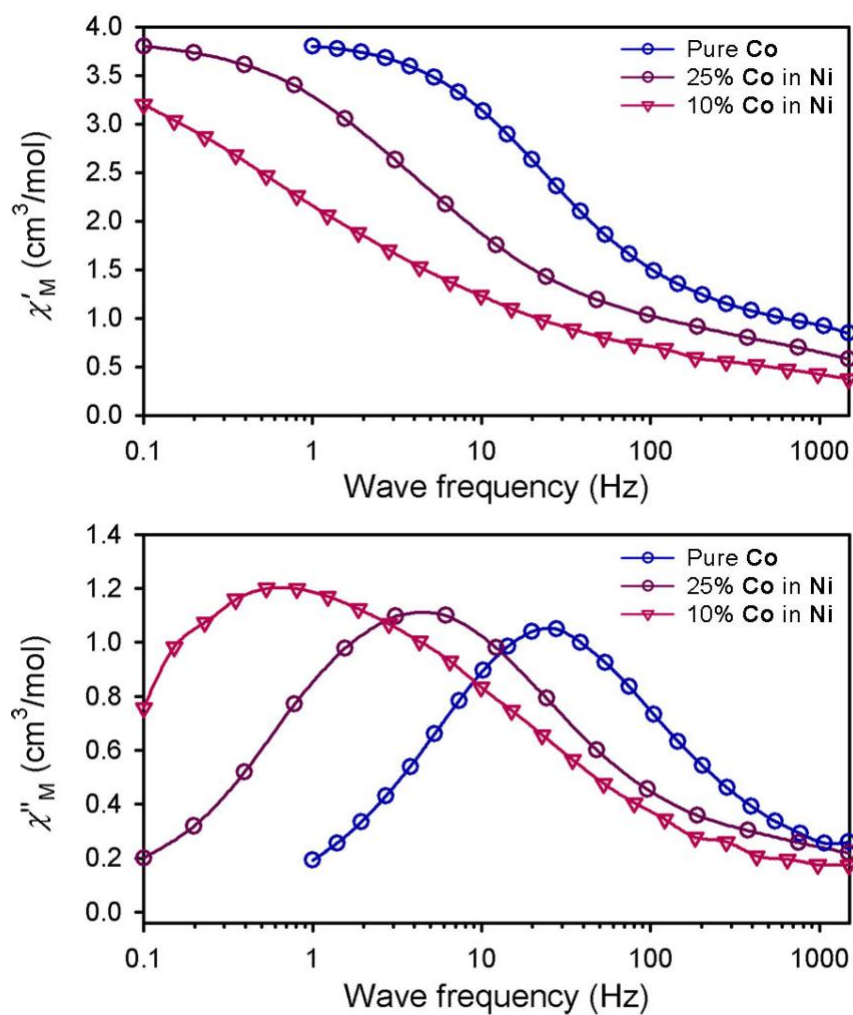 4.0
3.5
3.0
2.5
2.0
1.5
1.0
0.5
0.0
χ'M (cm³/mol)
Pure Co
25% Co in Ni
10% Co in Ni
0.1 1 10 100 1000
Wave frequency (Hz)
1.4
1.2
1.0
0.8
0.6
0.4
0.2
0.0
χ"M (cm³/mol)
Pure Co
25% Co in Ni
10% Co in Ni
0.1 1 10 100 1000
Wave frequency (Hz)